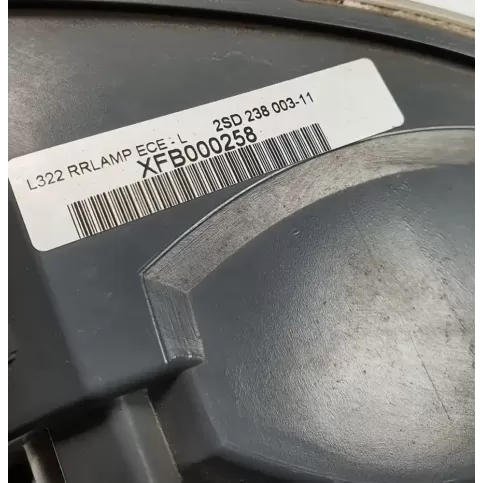 L322 RRLAMP ECE - L 2SD 238 003-11
XFB000258